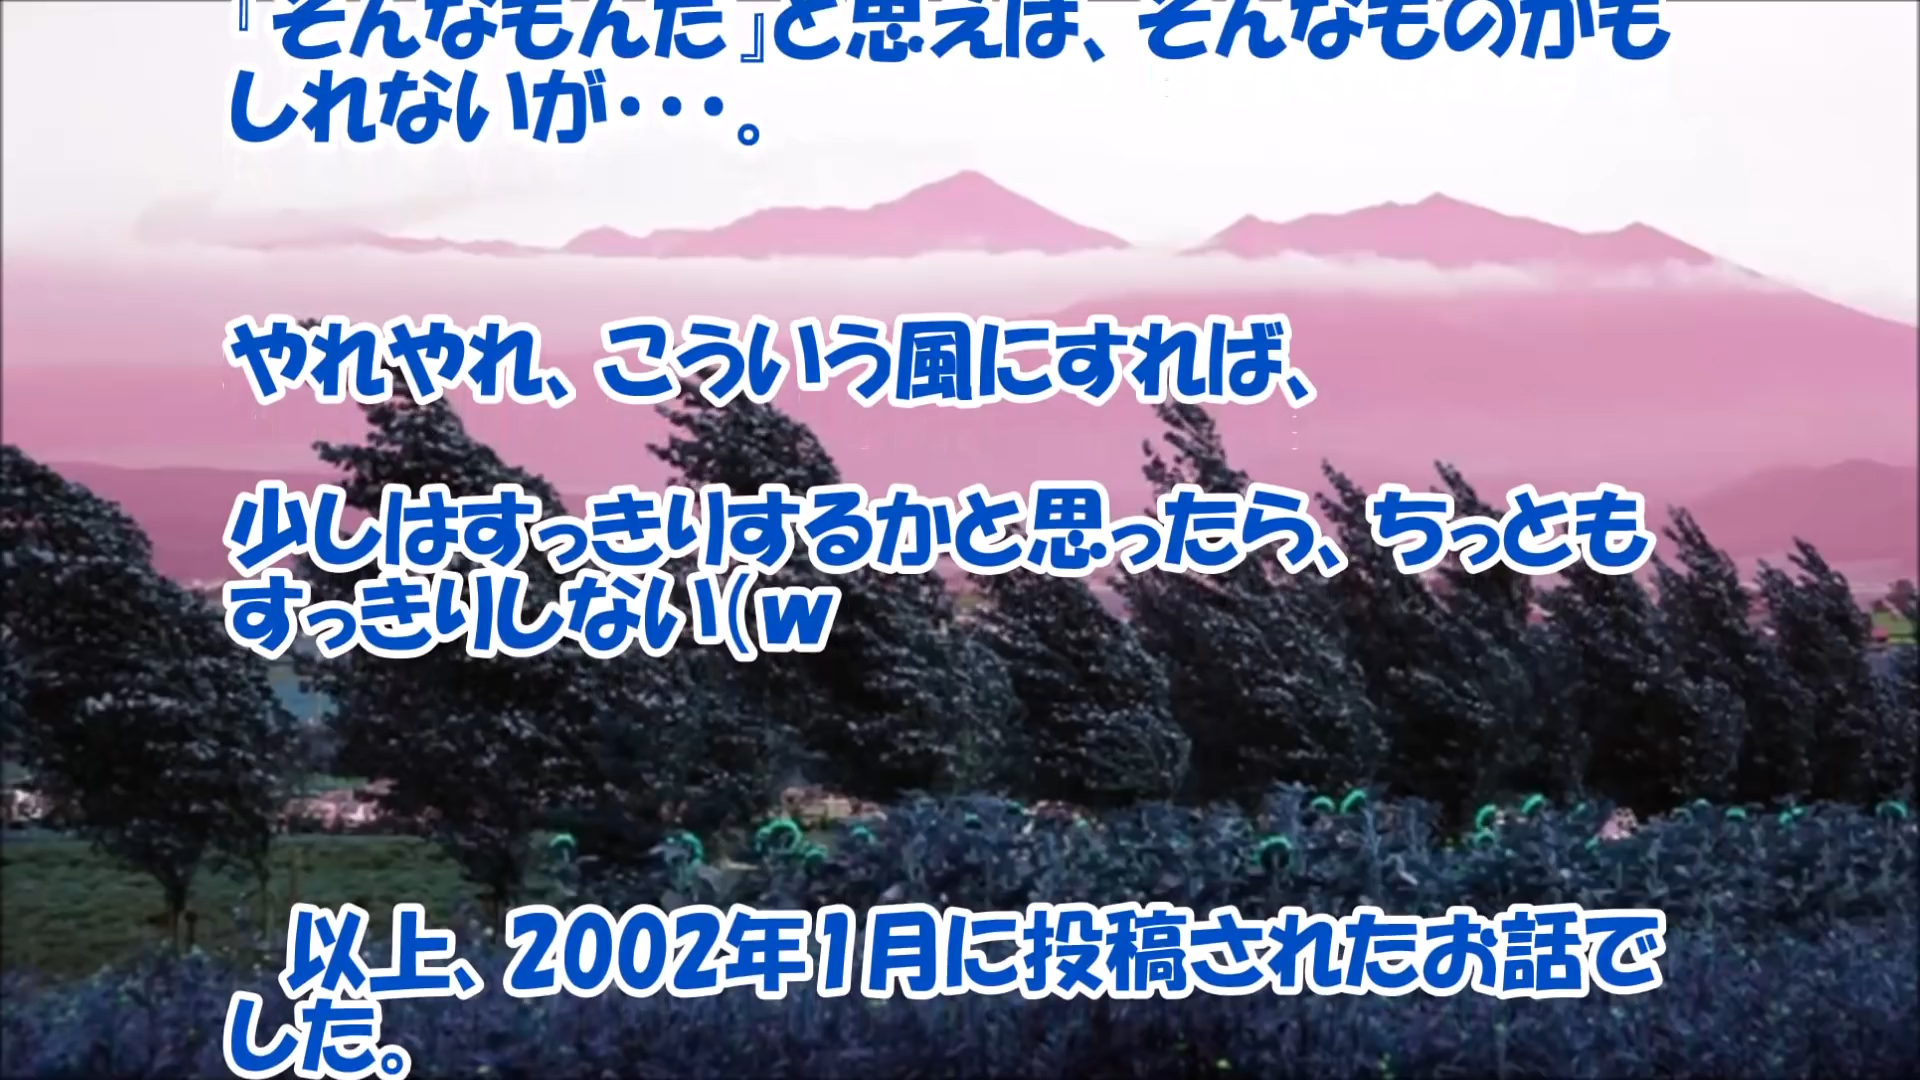 『そんなもんだ』と思えば、そんなものかも
しれないが･･･。
やれやれ、こういう風にすれば、
少しはすっきりするかと思ったら、ちっとも
すっきりしない(w
以上、2002年1月に投稿されたお話で
した。